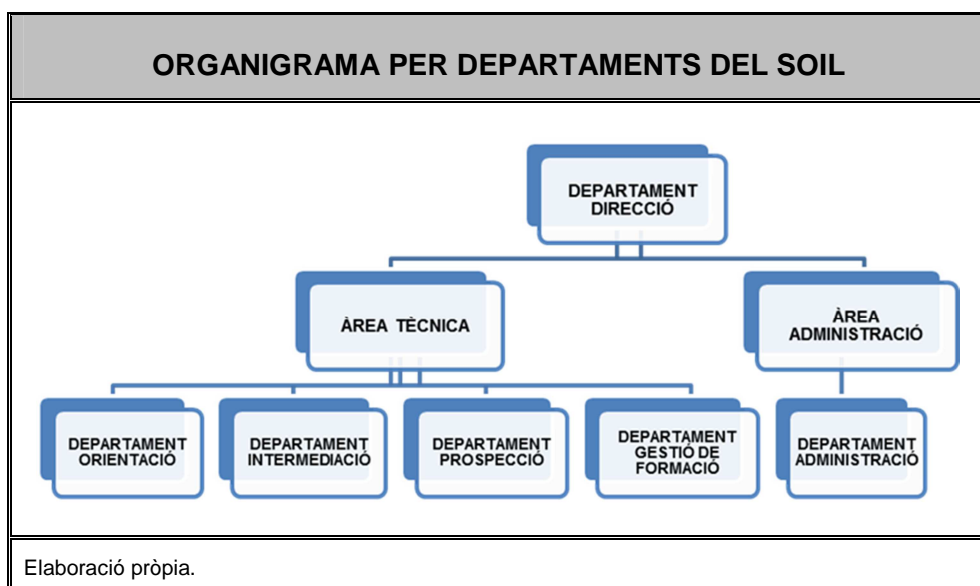 ORGANIGRAMA PER DEPARTAMENTS DEL SOIL
DEPARTAMENT
DIRECCIÓ
ÀREA TÈCNICA
ÀREA
ADMINISTRACIÓ
DEPARTAMENT
ORIENTACIÓ
DEPARTAMENT
INTERMEDIACIÓ
DEPARTAMENT
PROSPECCIÓ
DEPARTAMENT
GESTIÓ DE
FORMACIÓ
DEPARTAMENT
ADMINISTRACIÓ
Elaboració pròpia.